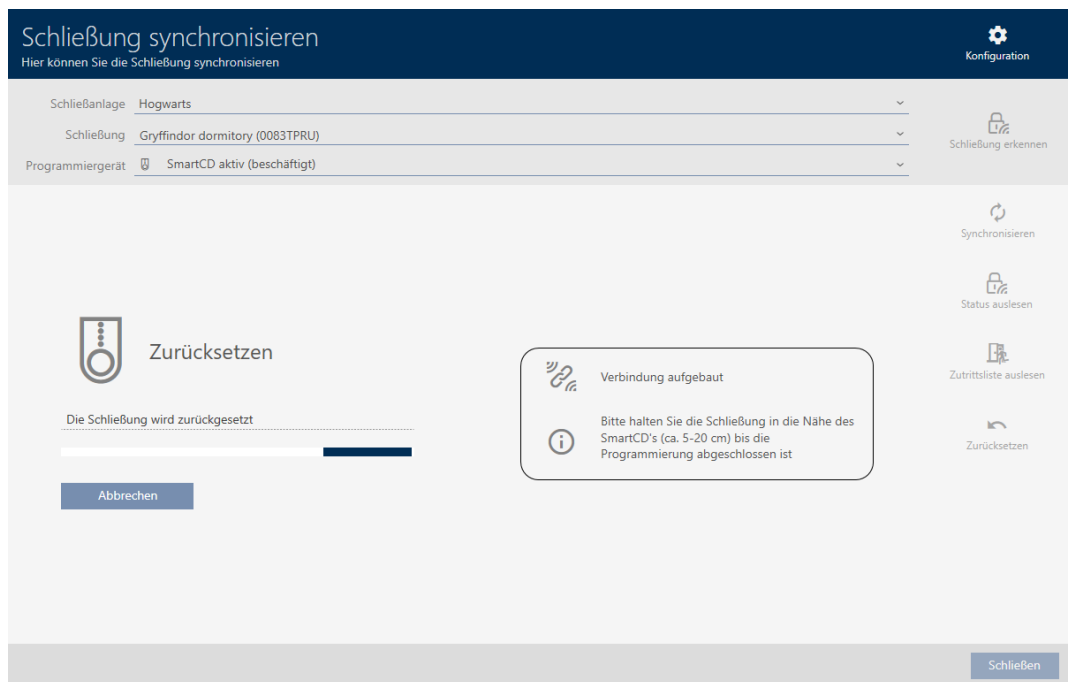 Schließung synchronisieren
Hier können Sie die Schließung synchronisieren
Konfiguration
Schließanlage Hogwarts
Schließung Gryffindor dormitory (0083TPRU)
Programmiergerät SmartCD aktiv (beschäftigt)
Schließung erkennen
Synchronisieren
Status auslesen
Zutrittsliste auslesen
Zurücksetzen
Zurücksetzen
Die Schließung wird zurückgesetzt
Abbrechen
Verbindung aufgebaut
Bitte halten Sie die Schließung in die Nähe des
SmartCD's (ca. 5-20 cm) bis die
Programmierung abgeschlossen ist
Schließen